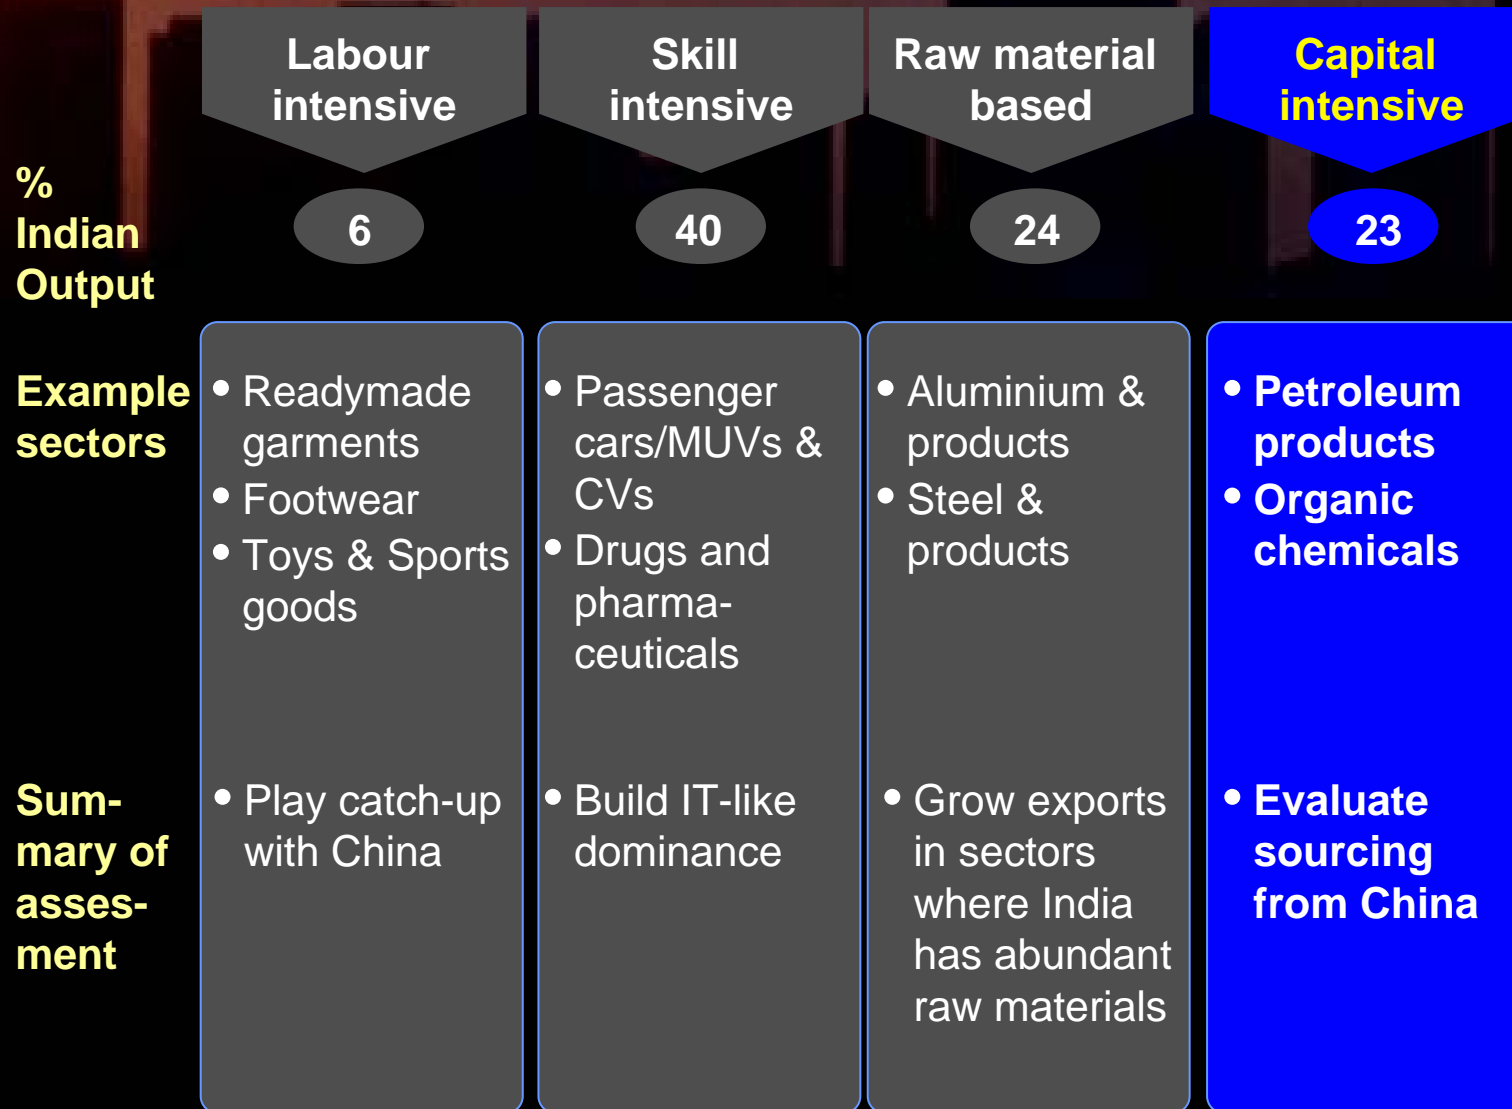 Labour
intensive
Skill
intensive
Raw material
based
Capital
intensive
%
Indian
Output
6
40
24
23
Example
sectors
• Readymade
garments
• Footwear
• Toys & Sports
goods
• Passenger
cars/MUVs &
CVs
• Drugs and
pharma-
ceuticals
• Aluminium &
products
• Steel &
products
• Petroleum
products
• Organic
chemicals
Sum-
mary of
asses-
ment
• Play catch-up
with China
• Build IT-like
dominance
• Grow exports
in sectors
where India
has abundant
raw materials
• Evaluate
sourcing
from China